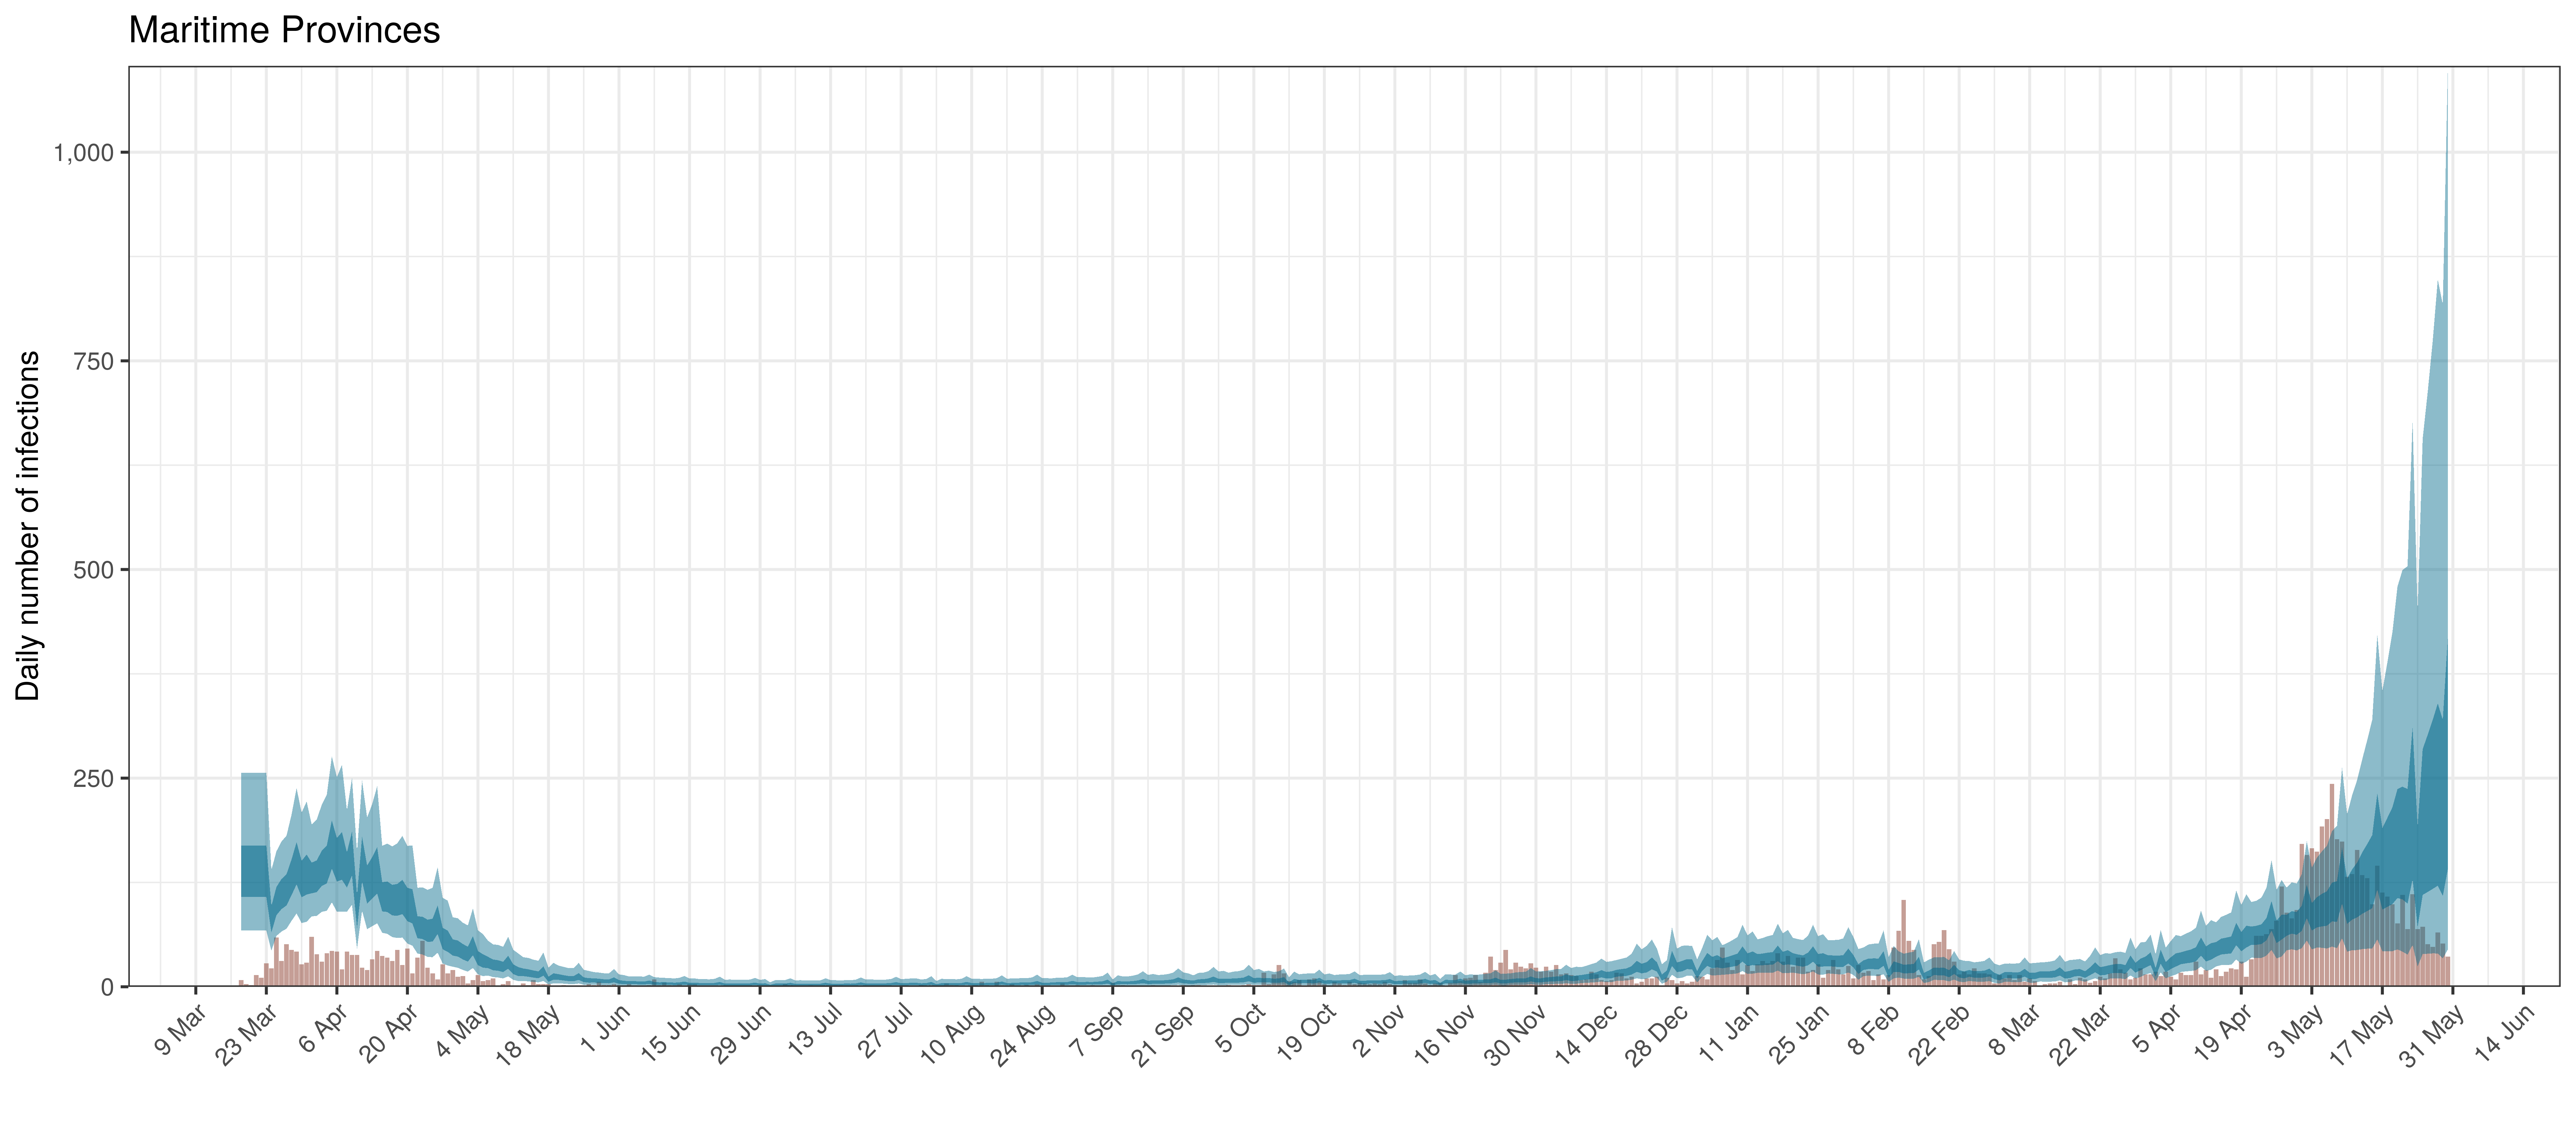 Maritime Provinces
Daily number of infections
1,000
750
500
250
0
9 Mar
23 Mar
6 Apr
20 Apr
4 May
18 May
1 Jun
15 Jun
29 Jun
13 Jul
27 Jul
10 Aug
24 Aug
7 Sep
21 Sep
5 Oct
19 Oct
2 Nov
16 Nov
30 Nov
14 Dec
28 Dec
11 Jan
25 Jan
8 Feb
22 Feb
8 Mar
22 Mar
5 Apr
19 Apr
3 May
17 May
31 May
14 Jun